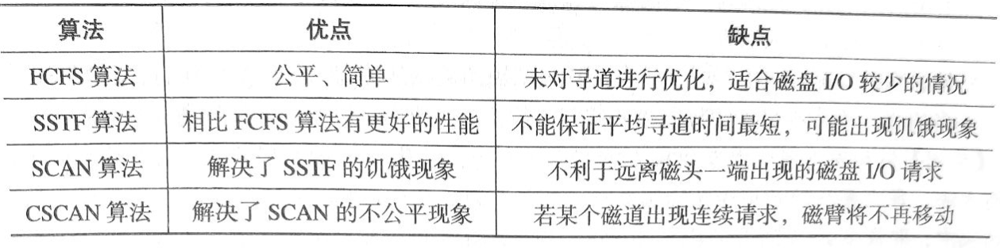 算法 优点 缺点
FCFS 算法 公平、简单 未对寻道进行优化，适合磁盘 I/O 较少的情况
SSTF 算法 相比 FCFS 算法有更好的性能 不能保证平均寻道时间最短，可能出现饥饿现象
SCAN 算法 解决了 SSTF 的饥饿现象 不利于远离磁头一端出现的磁盘 I/O 请求
CSCAN 算法 解决了 SCAN 的不公平现象 若某个磁道出现连续请求，磁臂将不再移动